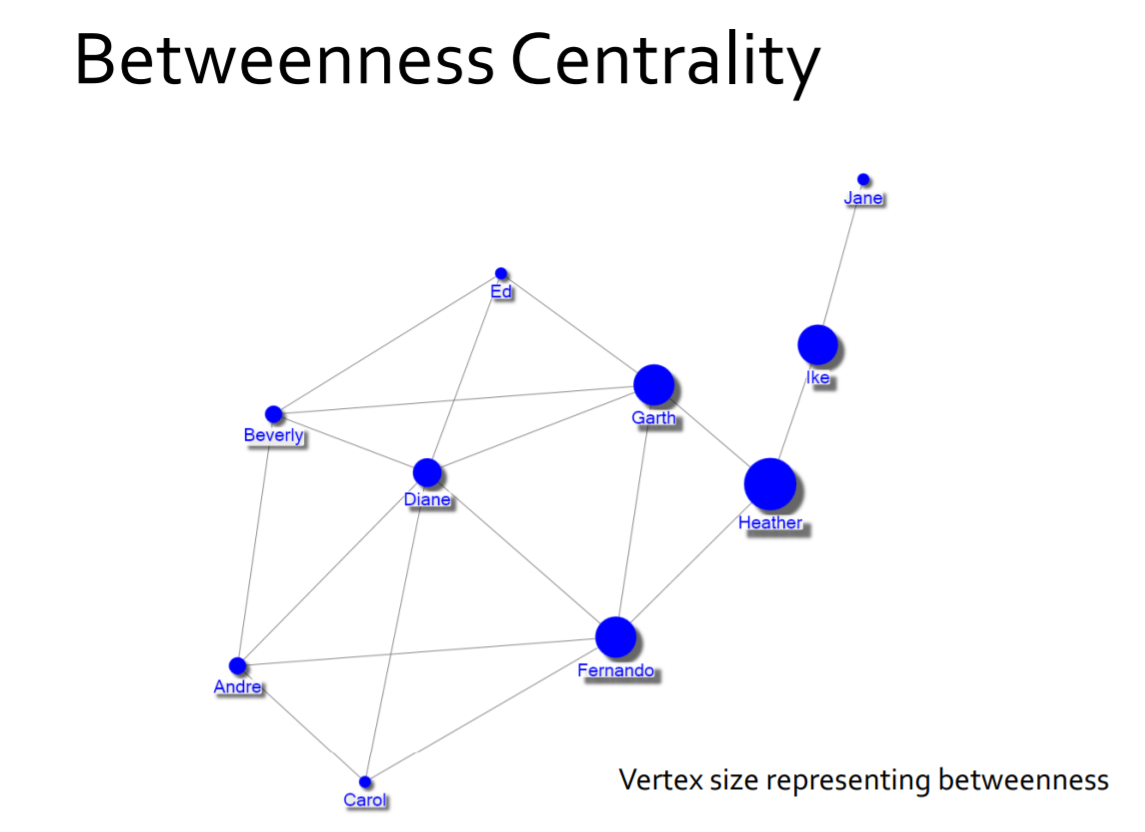 Betweenness Centrality
Jane
Ed
Ike
Garth
Beverly
Diane
Heather
Fernando
Andre
Carol
Vertex size representing betweenness